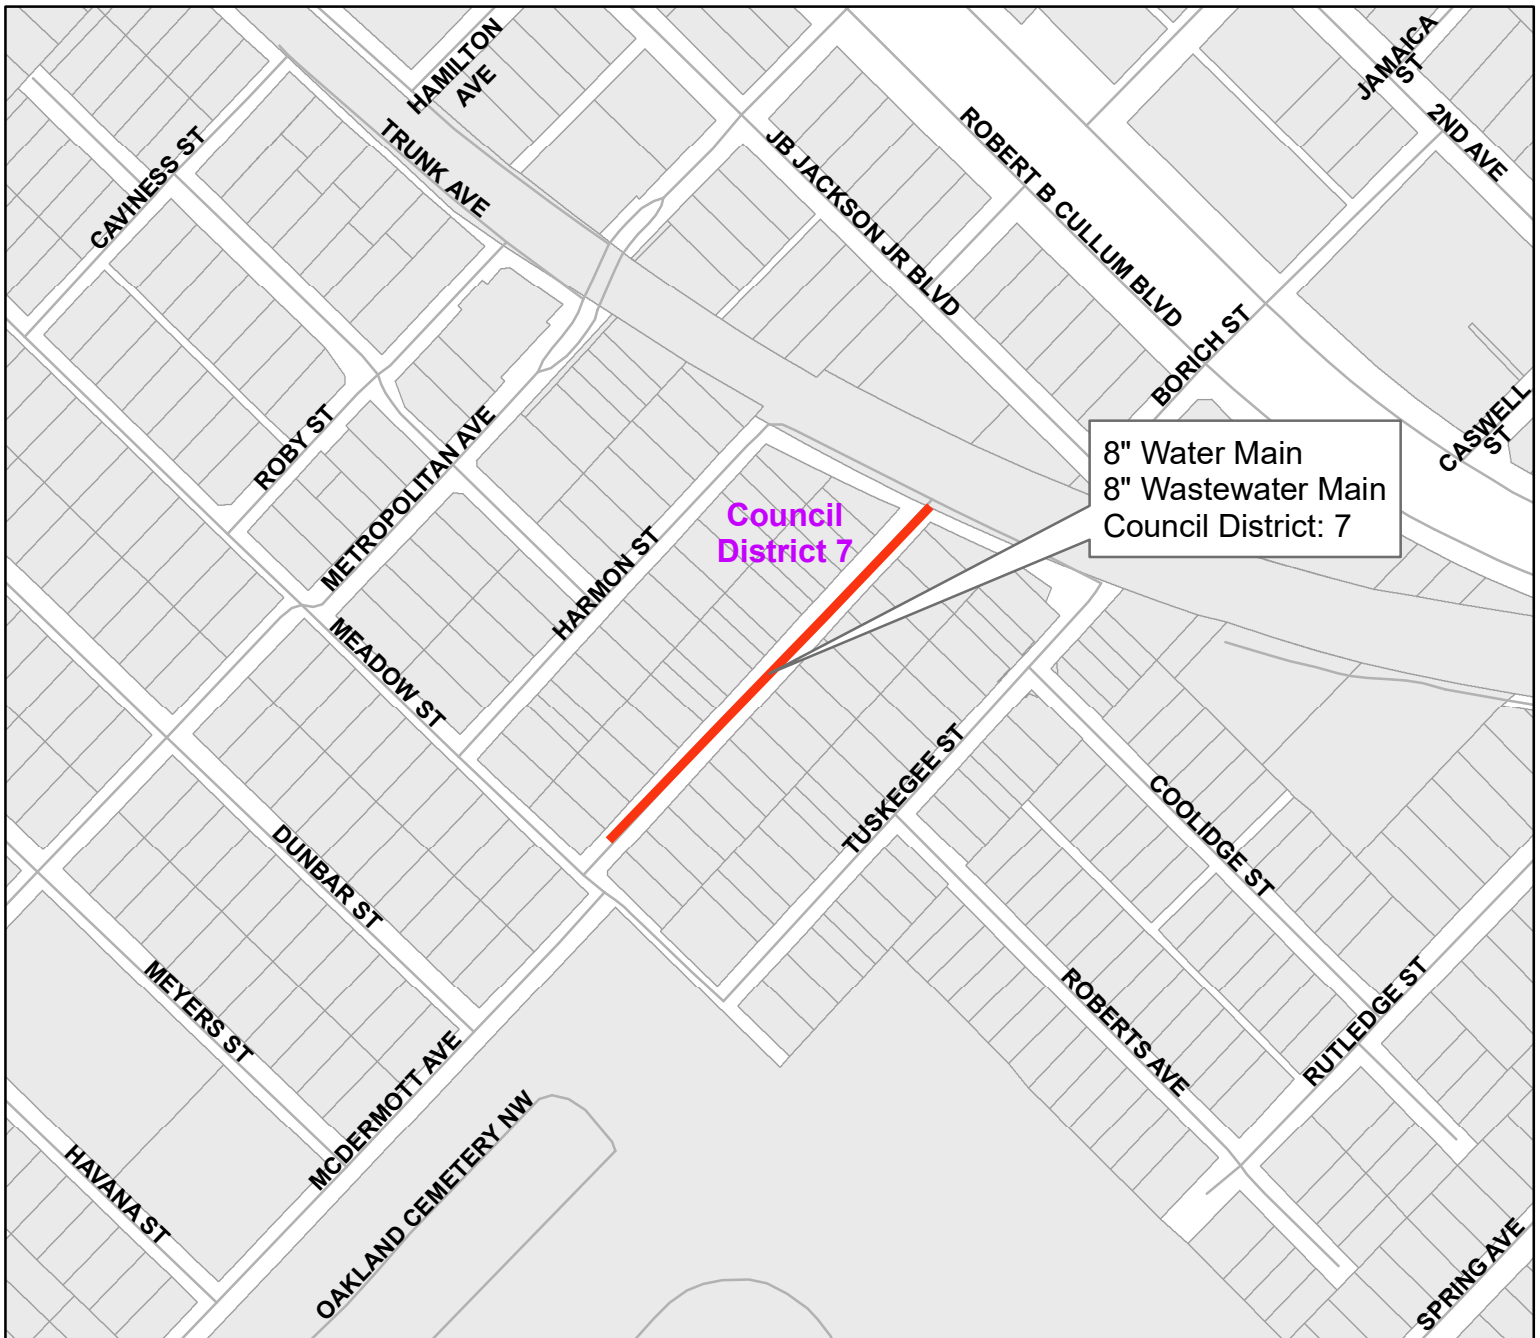 HAMILTON
AVE
JAMAICA
ST
2ND AVE
TRUNK AVE
CAVINESS ST
JB JACKSON JR BLVD
ROBERT B CULLUM BLVD
BORICH ST
CASWELL
ST
ROBY ST
METROPOLITAN AVE
8" Water Main
8" Wastewater Main
Council District: 7
Council
District 7
HARMON ST
MEADOW ST
TUSKEGEE ST
COOLIDGE ST
DUNBAR ST
MEYERS ST
ROBERTS AVE
RUTLEDGE ST
MCDERMOTT AVE
OAKLAND CEMETERY NW
HAVANA ST
SPRING AVE